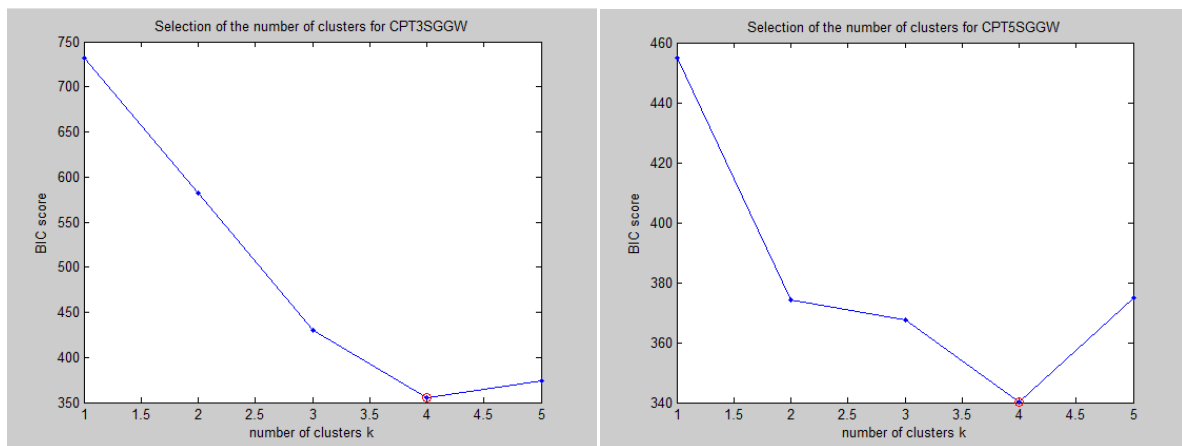 Selection of the number of clusters for CPT3SGGW
750
700
650
600
550
500
450
400
350
BIC score
1 1.5 2 2.5 3 3.5 4 4.5 5
number of clusters k
Selection of the number of clusters for CPT5SGGW
460
440
420
400
380
360
340
BIC score
1 1.5 2 2.5 3 3.5 4 4.5 5
number of clusters k